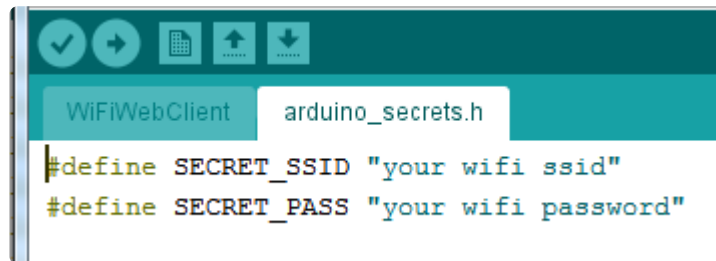 WiFiWebClient arduino_secrets.h
#define SECRET_SSID "your wifi ssid"
#define SECRET_PASS "your wifi password"